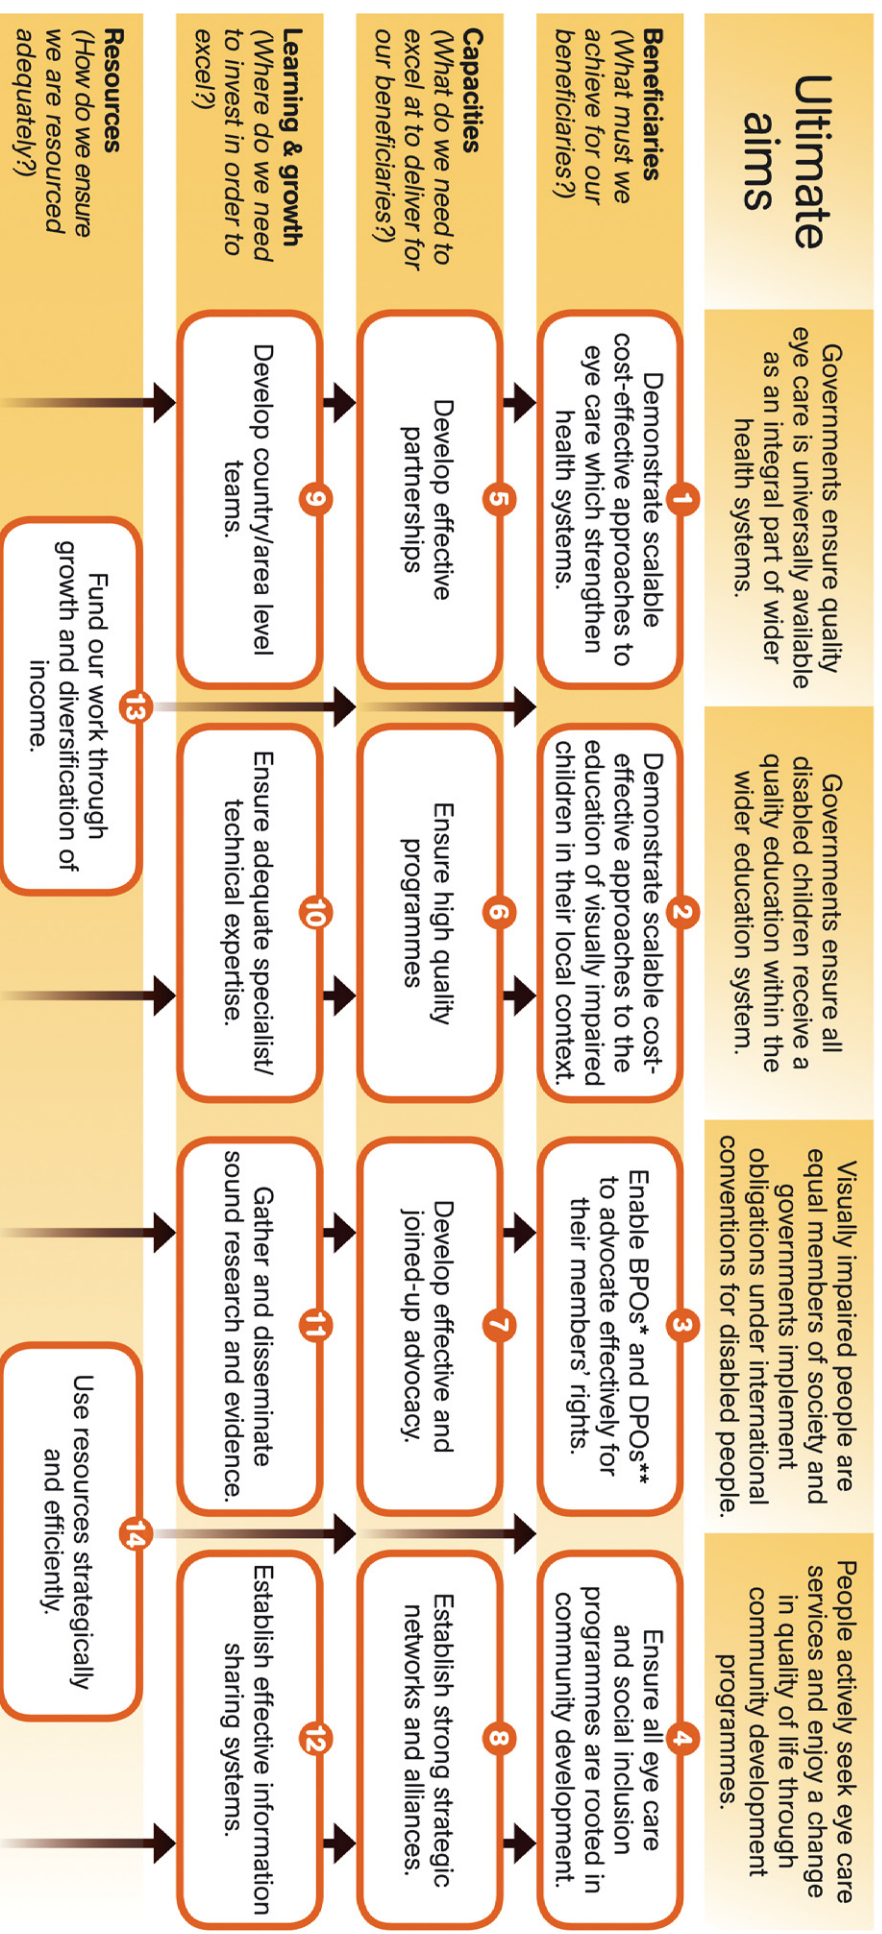 Ultimate
aims
Governments ensure quality
eye care is universally available
as an integral part of wider
health systems.
Governments ensure all
disabled children receive a
quality education within the
wider education system.
Visually impaired people are
equal members of society and
governments implement
obligations under international
conventions for disabled people.
People actively seek eye care
services and enjoy a change
in quality of life through
community development
programmes.
Beneficiaries
(What must we
achieve for our
beneficiaries?)
1
Demonstrate scalable
cost-effective approaches to
eye care which strengthen
health systems.
2
Demonstrate scalable cost-
effective approaches to the
education of visually impaired
children in their local context.
3
Enable BPOs* and DPOs**
to advocate effectively for
their members' rights.
4
Ensure all eye care
and social inclusion
programmes are rooted in
community development.
Capacities
(What do we need to
excel at to deliver for
our beneficiaries?)
5
Develop effective
partnerships
6
Ensure high quality
programmes
7
Develop effective and
joined-up advocacy.
8
Establish strong strategic
networks and alliances.
Learning & growth
(Where do we need
to invest in order to
excel?)
9
Develop country/area level
teams.
10
Ensure adequate specialist/
technical expertise.
11
Gather and disseminate
sound research and evidence.
12
Establish effective information
sharing systems.
Resources
(How do we ensure
we are resourced
adequately?)
13
Fund our work through
growth and diversification of
income.
14
Use resources strategically
and efficiently.